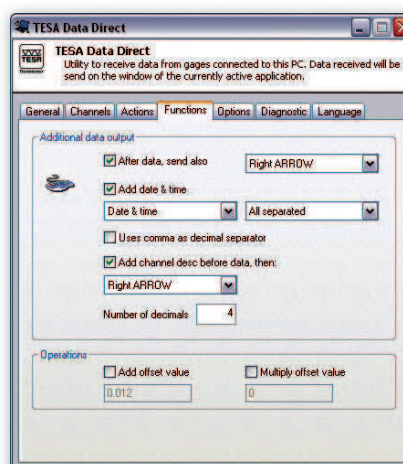 TESA Data Direct
TESA
TECHNOLOGY
TESA Data Direct
Utility to receive data from gages connected to this PC. Data received will be
send on the window of the currently active application.
General Channels Actions Functions Options Diagnostic Language
Additional data output
After data, send also Right ARROW
Add date & time
Date & time All separated
Uses comma as decimal separator
Add channel desc before data, then:
Right ARROW
Number of decimals 4
Operations
Add offset value Multiply offset value
0.012 0